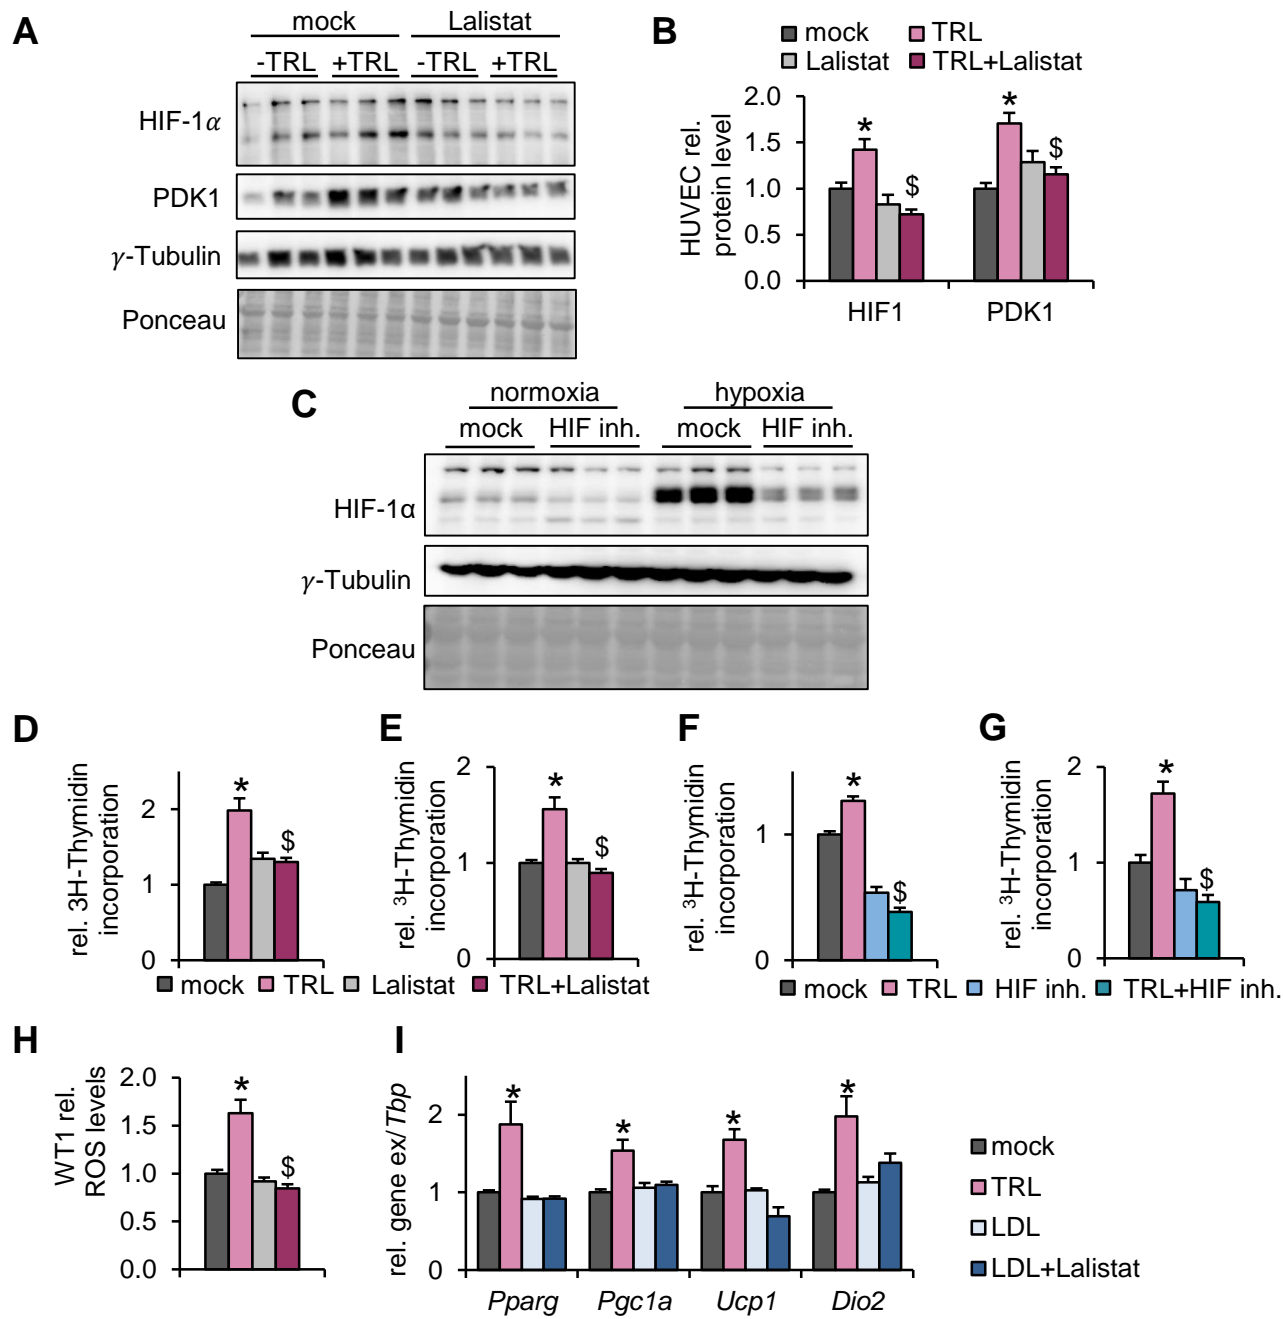 A
mock Lalistat
-TRL +TRL -TRL +TRL
HIF-1α
PDK1
γ-Tubulin
Ponceau
B
mock TRL
Lalistat TRL+Lalistat
HUVEC rel.
protein level
2.0
1.5
1.0
0.5
0.0
* $ * $
HIF1 PDK1
C
normoxia hypoxia
mock HIF inh. mock HIF inh.
HIF-1α
γ-Tubulin
Ponceau
D
rel. 3H-Thymidin
incorporation
2
1
0
* $
E
rel. ³H-Thymidin
incorporation
2
1
0
* $
mock TRL Lalistat TRL+Lalistat
F
rel. ³H-Thymidin
incorporation
1
0
* $
G
rel. ³H-Thymidin
incorporation
2
1
0
* $
mock TRL HIF inh. TRL+HIF inh.
H
WT1 rel.
ROS levels
2.0
1.5
1.0
0.5
0.0
* $
I
rel. gene ex/Tbp
2
1
0
* * * *
Pparg Pgc1a Ucp1 Dio2
mock
TRL
LDL
LDL+Lalistat